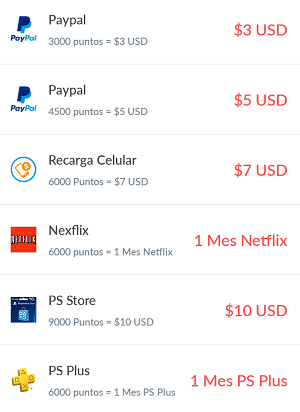 Paypal
3000 puntos = $3 USD
$3 USD
PayPal
Paypal
4500 puntos = $5 USD
$5 USD
PayPal
Recarga Celular
6000 Puntos = $7 USD
$7 USD
Nexflix
6000 puntos = 1 Mes Netflix
1 Mes Netflix
NETFLIX
PS Store
9000 Puntos = $10 USD
$10 USD
PS Plus
6000 puntos = 1 Mes PS Plus
1 Mes PS Plus